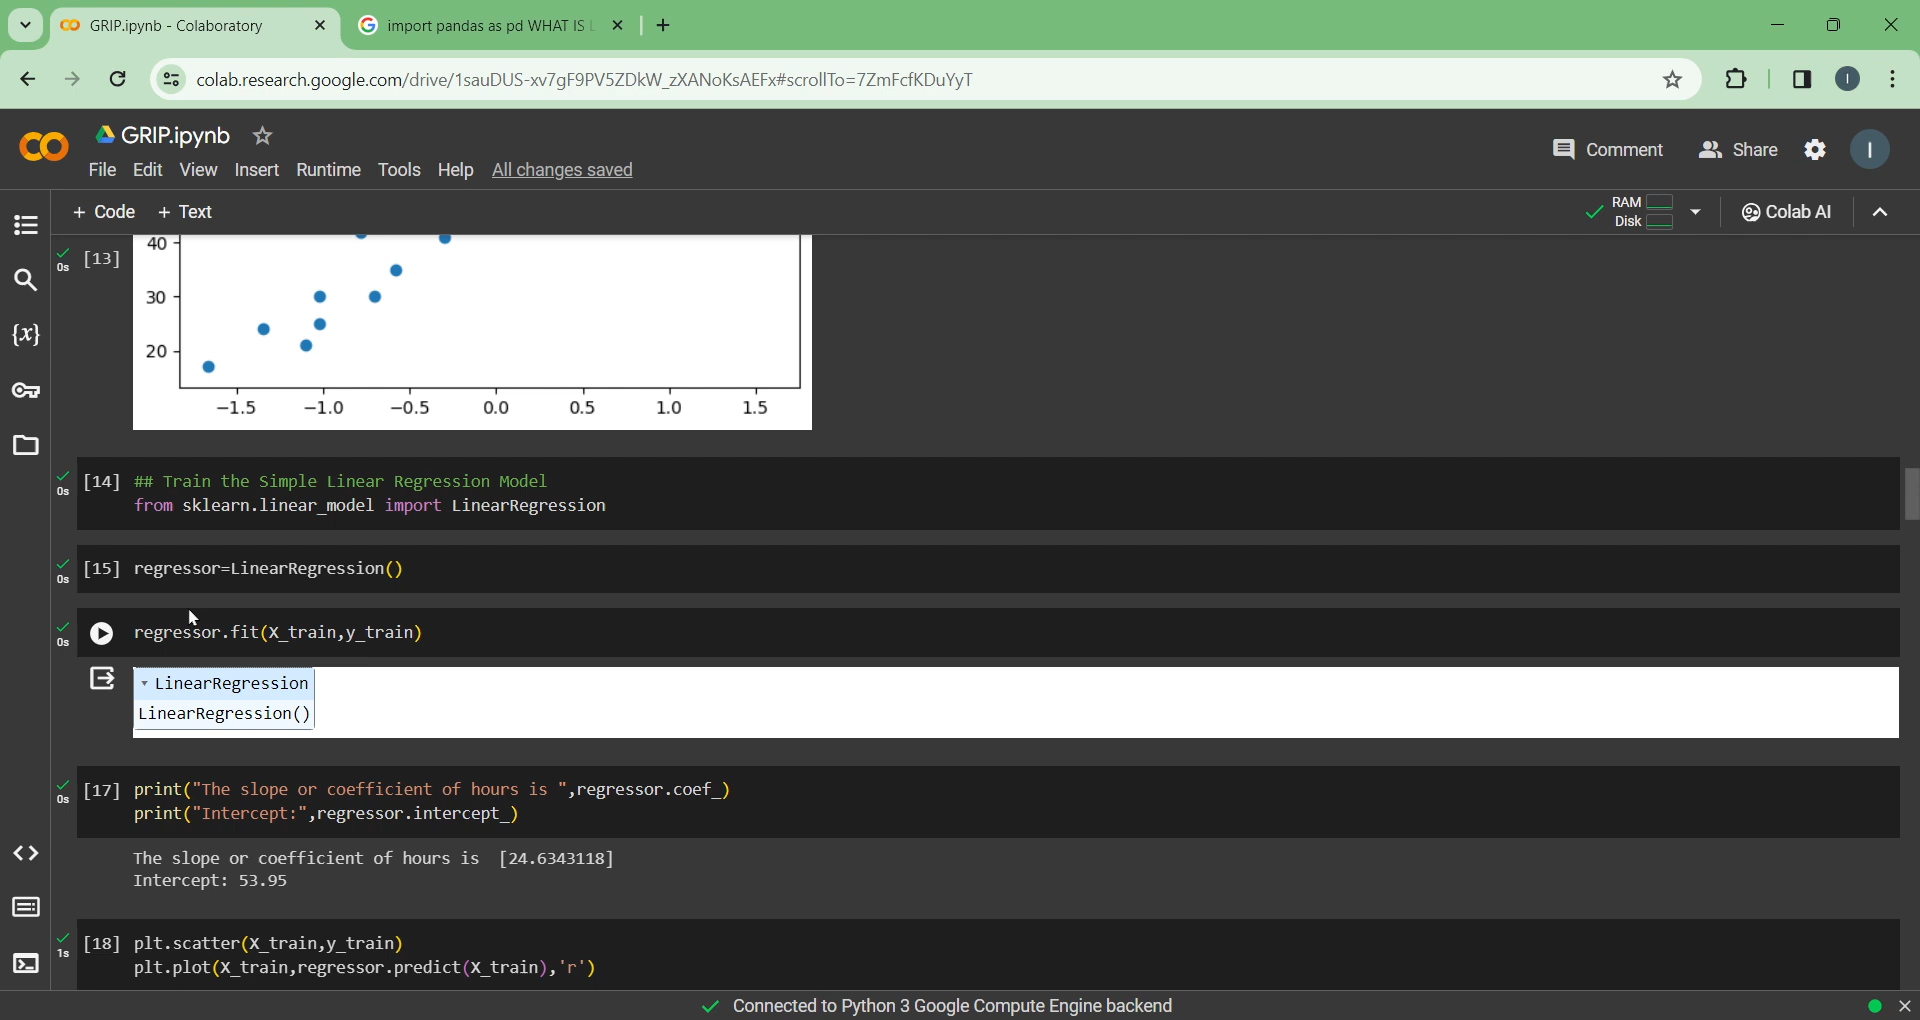 GRIP.ipynb - Colaboratory
import pandas as pd WHAT IS
colab.research.google.com/drive/1sauDUS-xv7gF9PV5ZDkW_zXANoKsAEFx#scrollTo=7ZmFcfKDuYyT
I
GRIP.ipynb
Comment
Share
I
File Edit View Insert Runtime Tools Help All changes saved
+ Code + Text
RAM
Disk
Colab AI
0s [13]
40
30
20
−1.5 −1.0 −0.5 0.0 0.5 1.0 1.5
{x}
0s [14] ## Train the Simple Linear Regression Model
from sklearn.linear_model import LinearRegression
0s [15] regressor=LinearRegression()
0s regressor.fit(X_train,y_train)
▾ LinearRegression
LinearRegression()
0s [17] print("The slope or coefficient of hours is ",regressor.coef_)
print("Intercept:",regressor.intercept_)
The slope or coefficient of hours is [24.6343118]
Intercept: 53.95
1s [18] plt.scatter(X_train,y_train)
plt.plot(X_train,regressor.predict(X_train),'r')
Connected to Python 3 Google Compute Engine backend